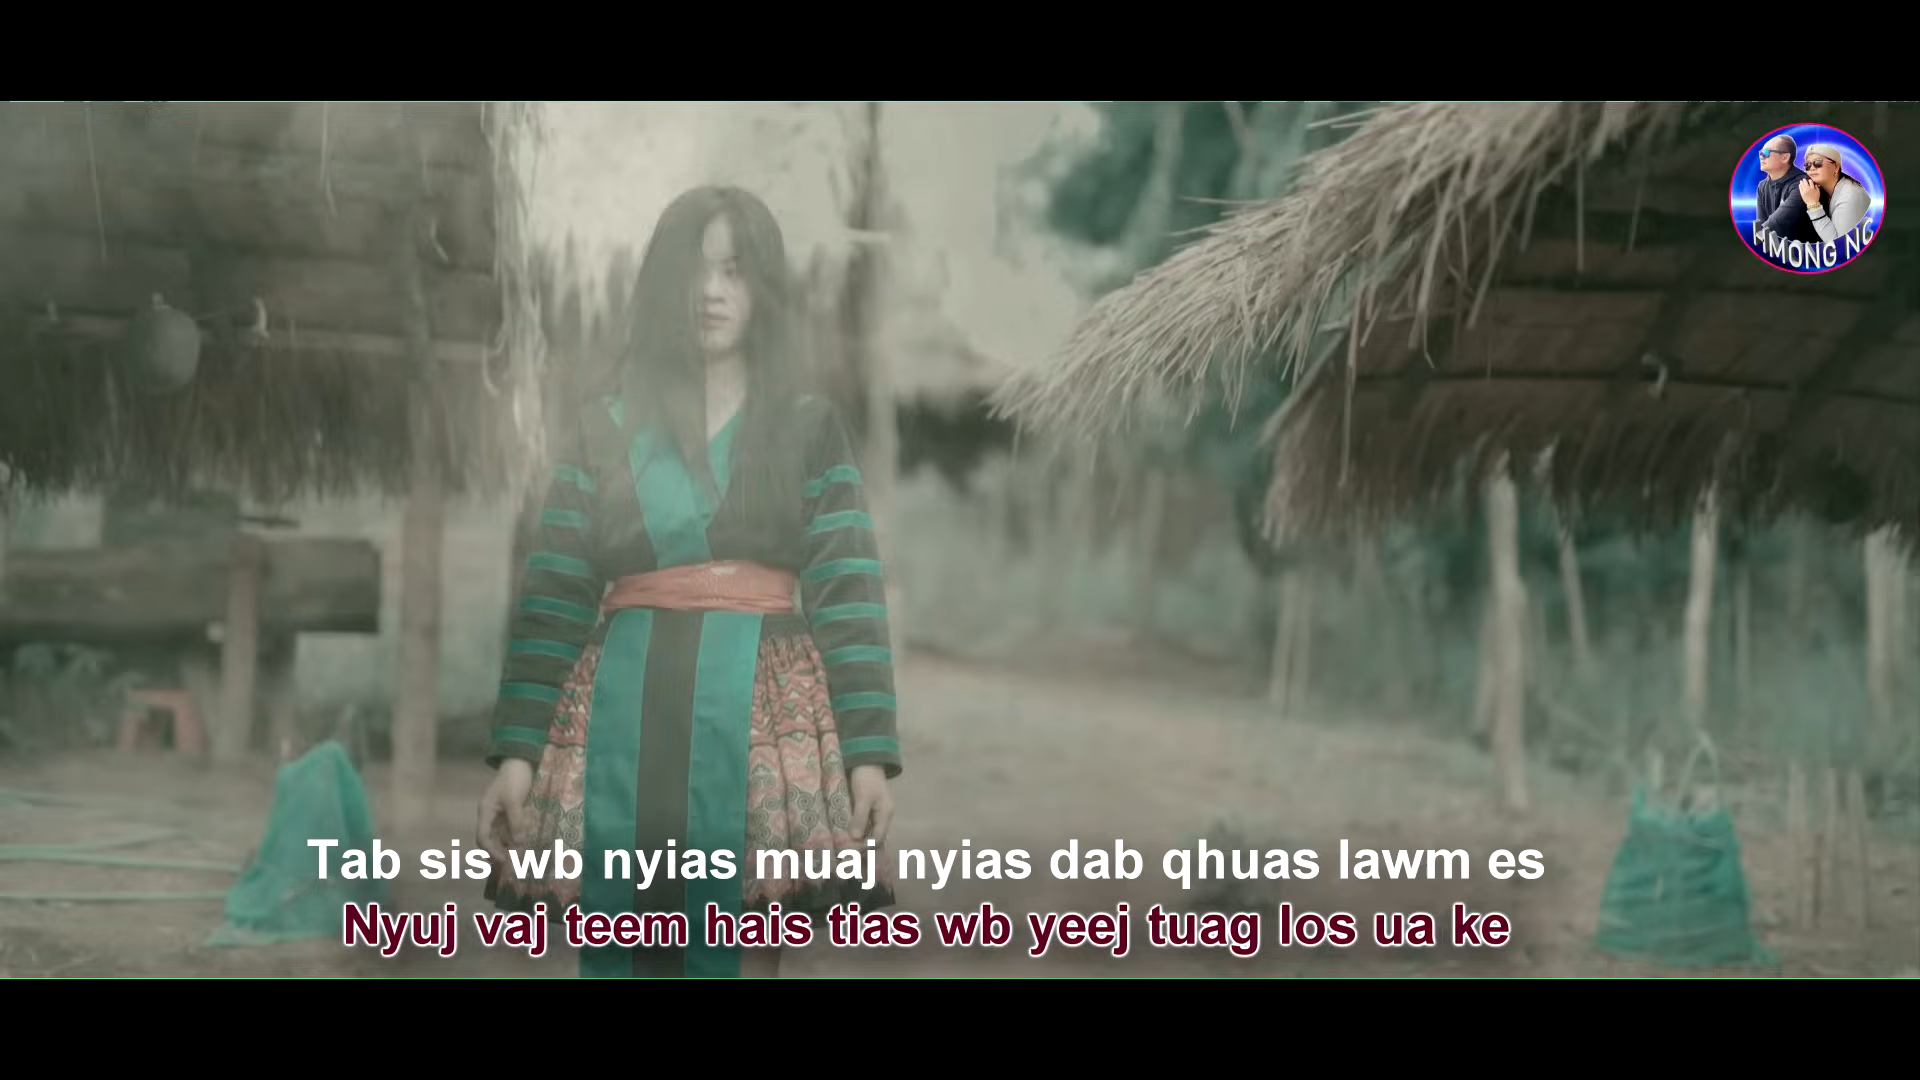 HMONG NG
Tab sis wb nyias muaj nyias dab qhuas lawm es
Nyuj vaj teem hais tias wb yeej tuag los ua ke